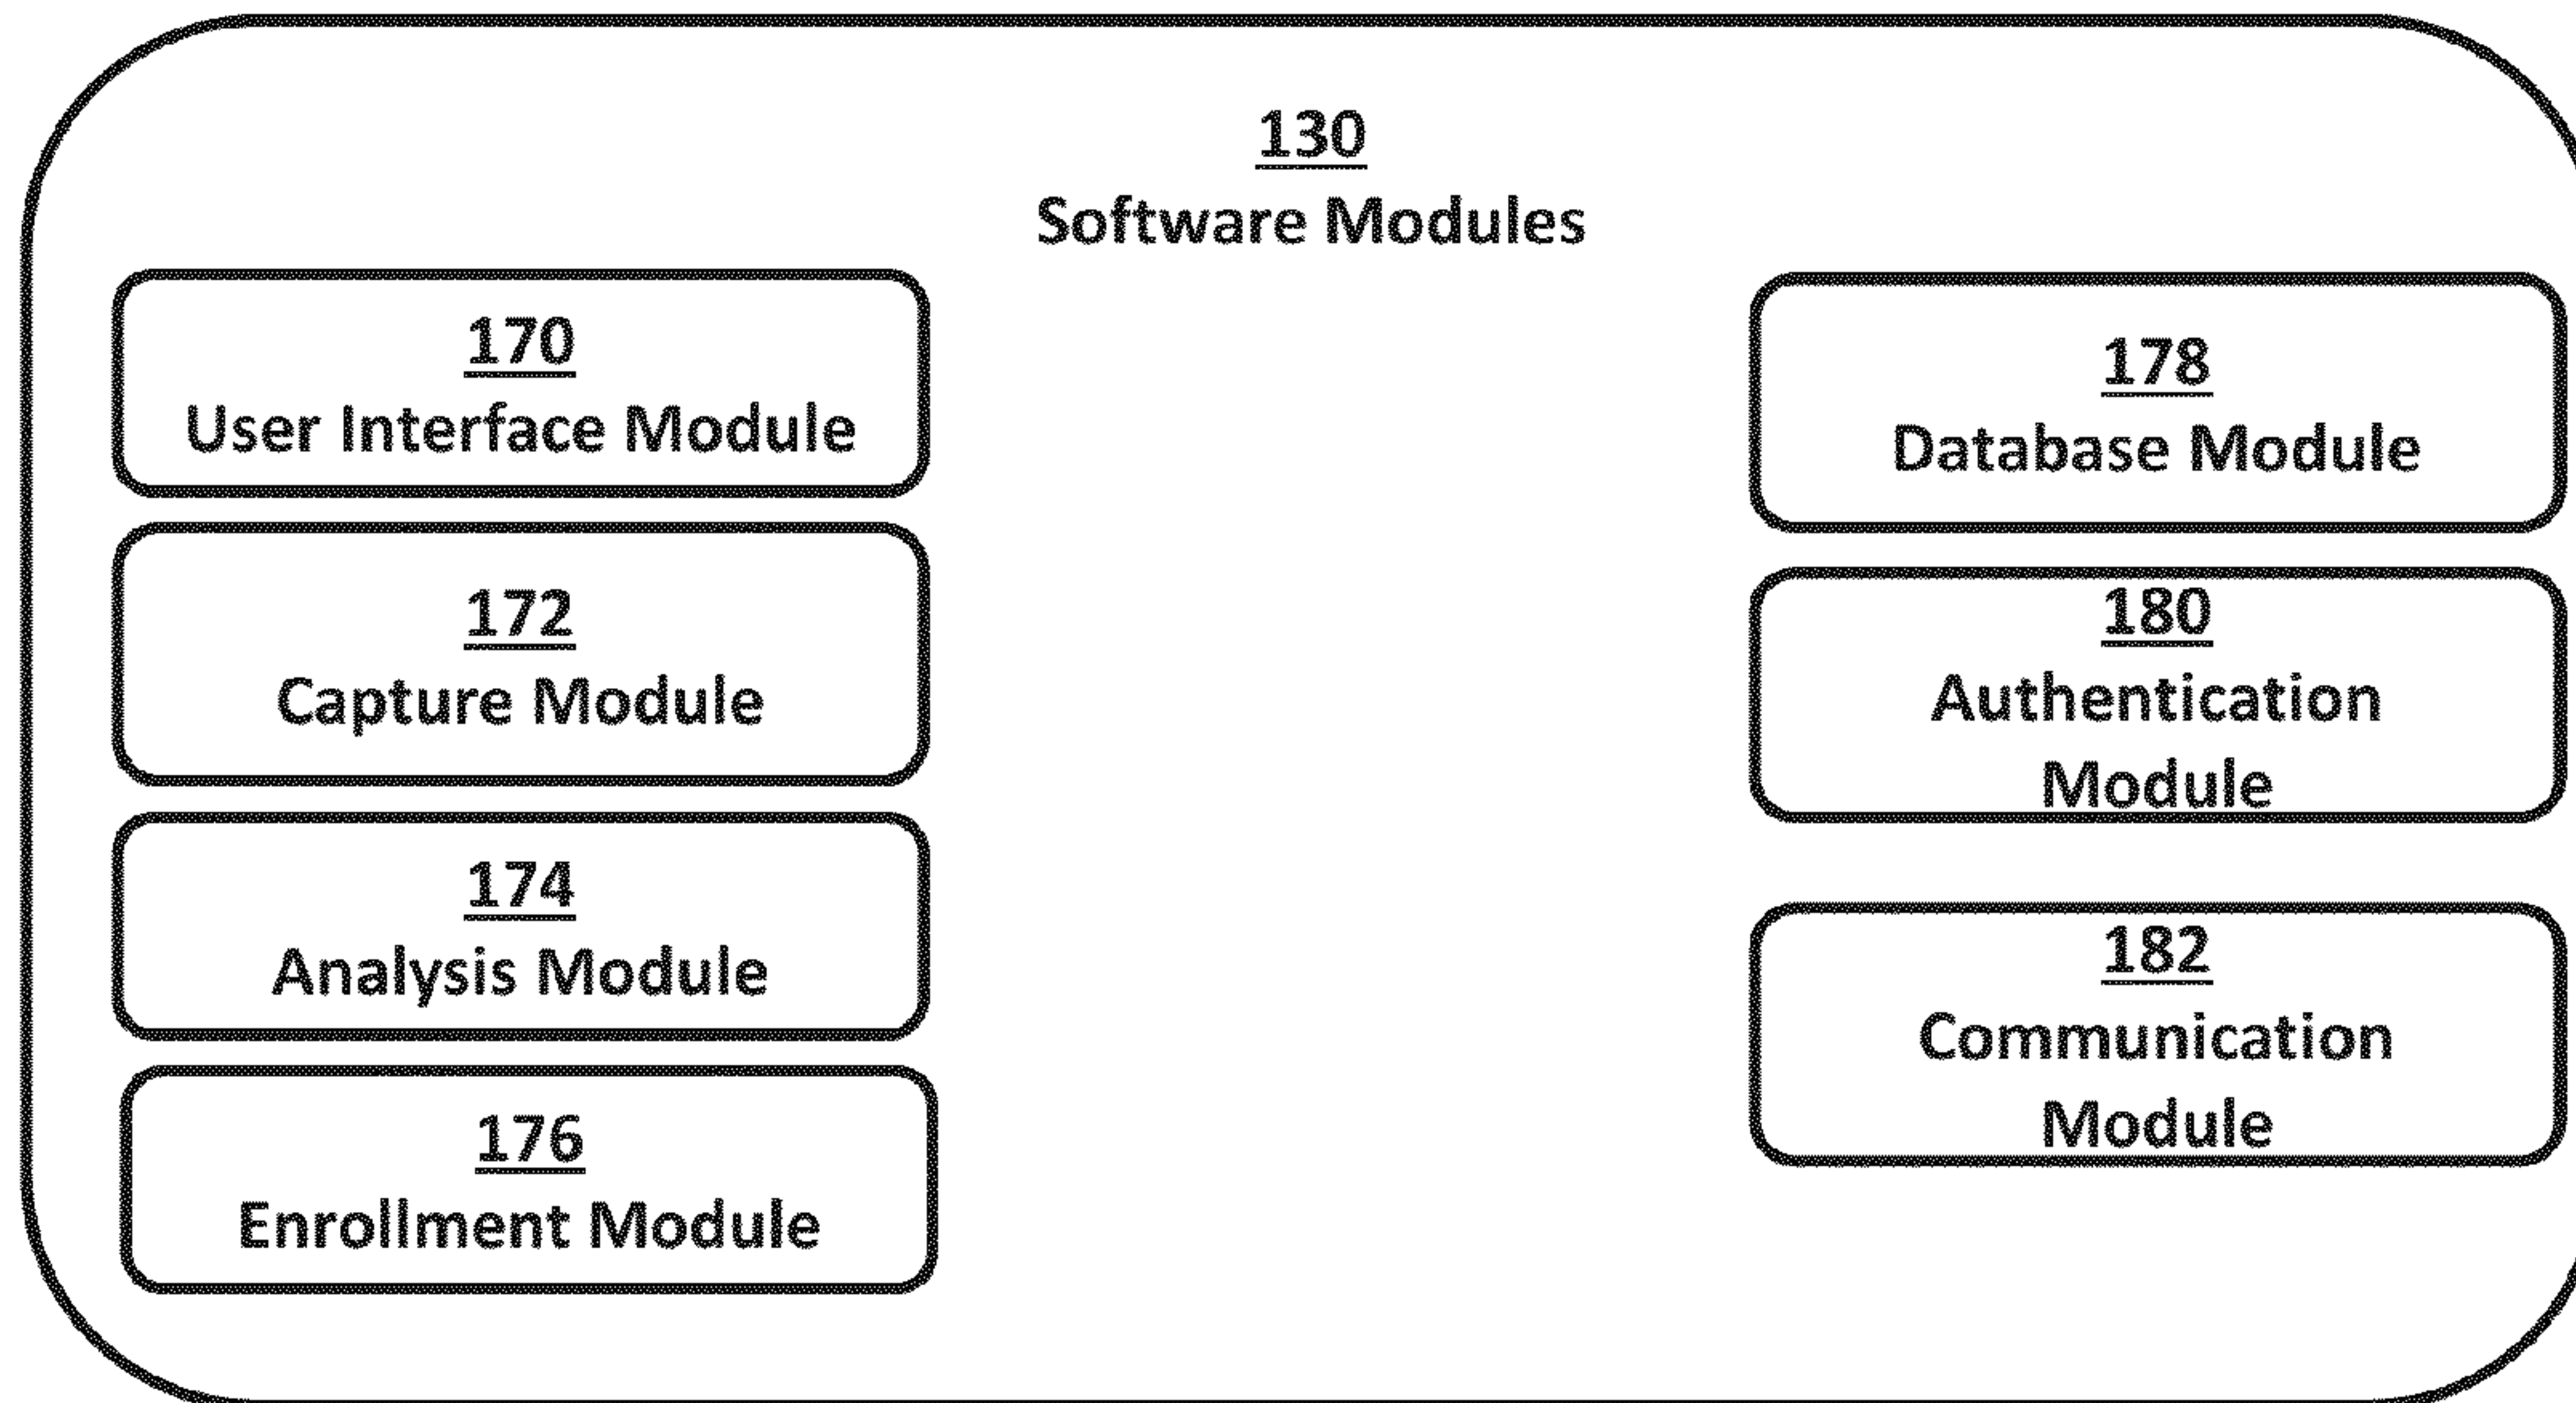 130
Software Modules
170
User Interface Module
172
Capture Module
174
Analysis Module
176
Enrollment Module
178
Database Module
180
Authentication
Module
182
Communication
Module